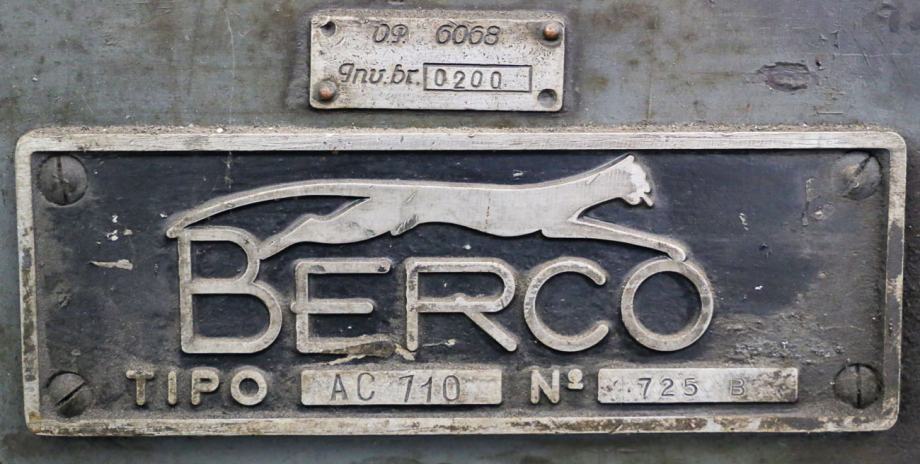 OP. 6068
Inv. br. 0200
BERCO
TIPO AC 710 Nº 725 B